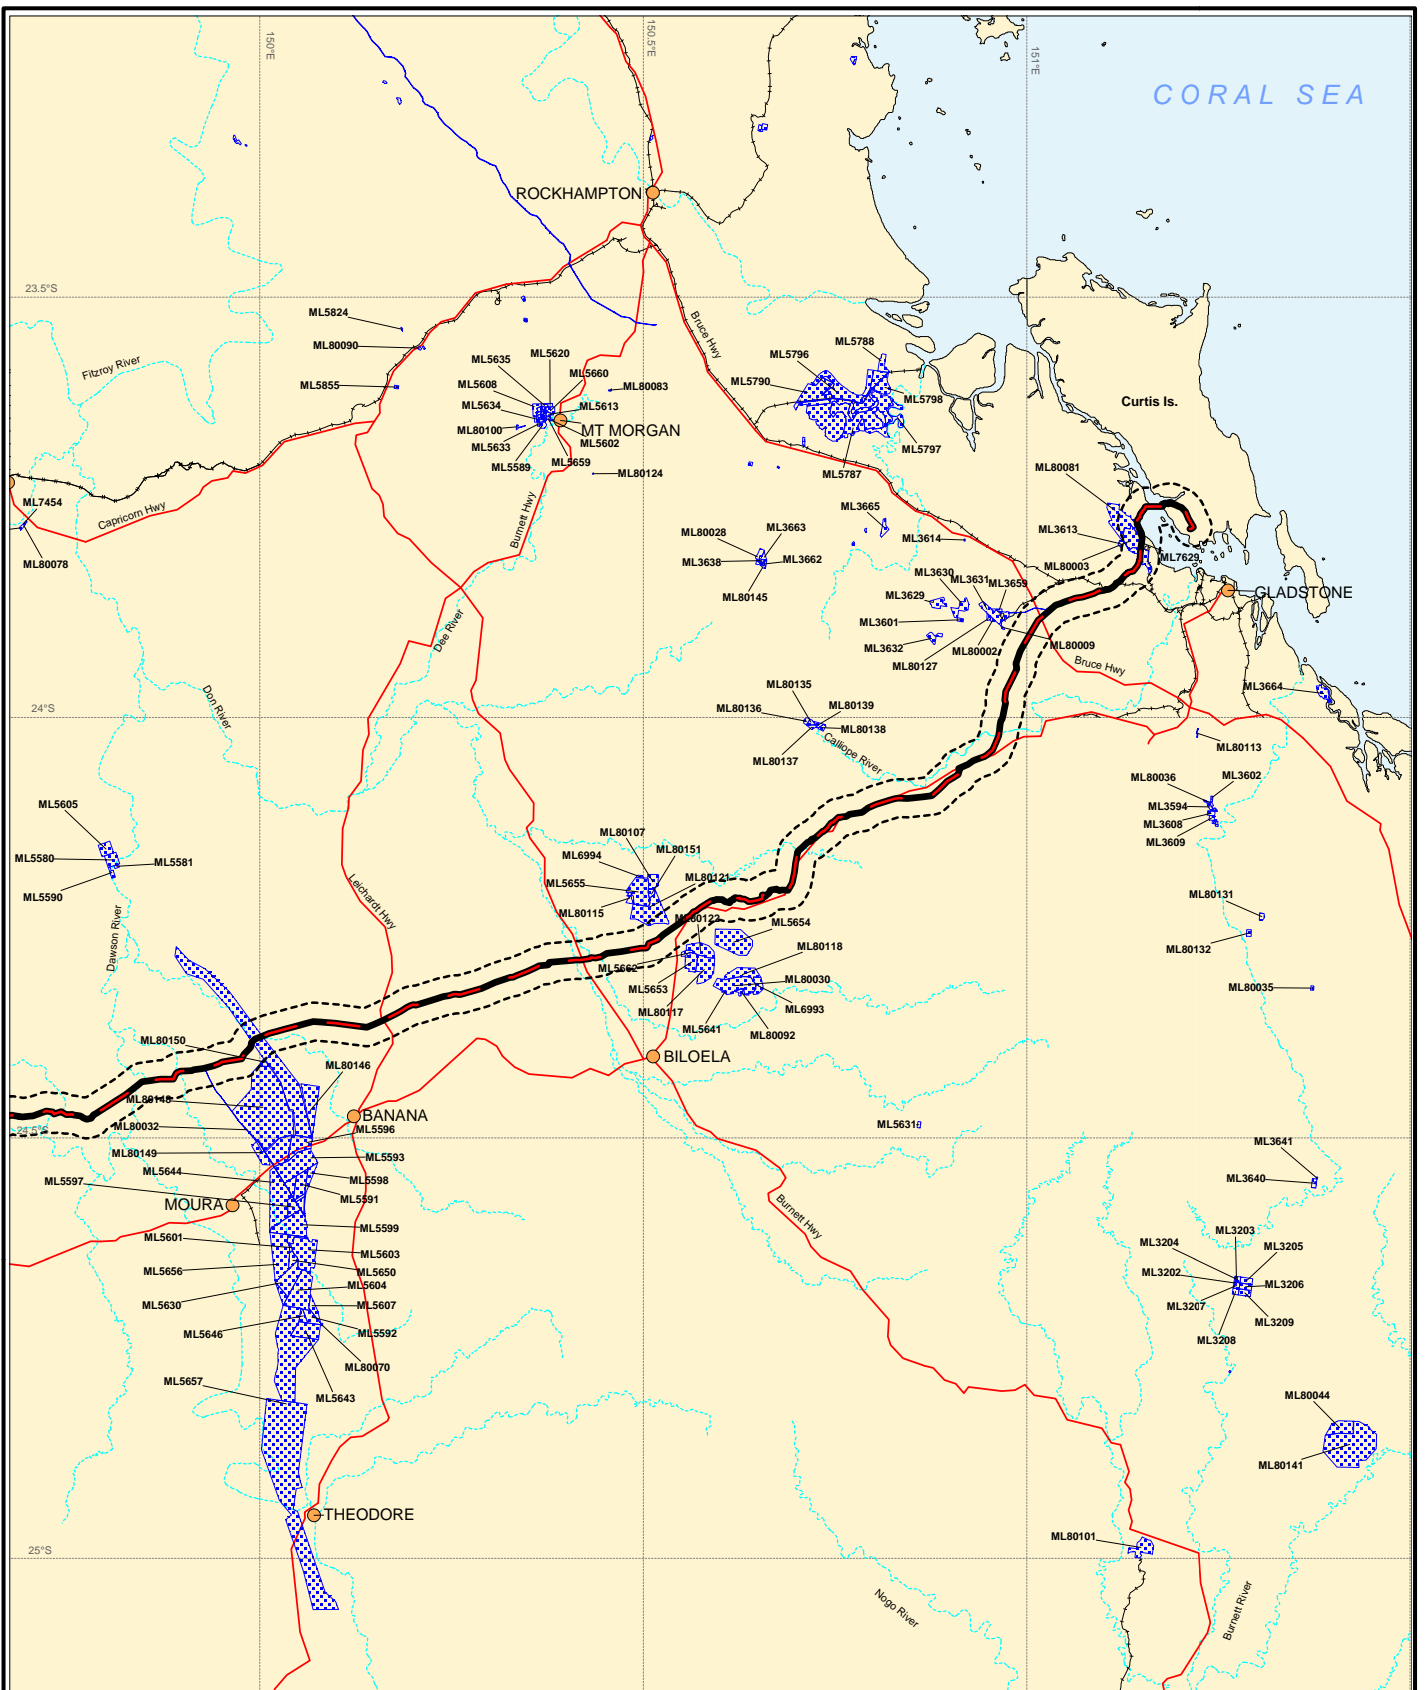 150°E
150.5°E
151°E
CORAL SEA
ROCKHAMPTON
23.5°S
ML5824
Bruce Hwy
ML80090
ML5788
Fitzroy River
ML5620
ML5635
ML5796
ML5660
ML5790
ML5855
ML5608
ML80083
ML5798
Curtis Is.
ML5634
ML5613
ML80100
MT MORGAN
ML5633
ML5602
ML5797
ML5589
ML5659
ML80124
ML5787
ML80081
ML7454
Capricorn Hwy
Burnett Hwy
ML3665
ML3663
ML80028
ML3613
ML3614
ML7629
ML80078
ML3638
ML3662
ML80003
ML3630
ML3631
ML3659
ML80145
ML3629
GLADSTONE
ML3601
Dee River
ML3632
ML80002
ML80009
ML80127
Bruce Hwy
ML80135
ML3664
Don River
24°S
ML80136
ML80139
ML80138
ML80113
Calliope River
ML80137
ML80036
ML3602
ML5605
ML3594
ML3608
ML80107
ML3609
ML5580
ML5581
ML6994
ML80151
ML5590
Leichardt Hwy
ML5655
ML80121
ML80115
ML80131
ML80123
ML5654
Dawson River
ML80118
ML80132
ML5662
ML5653
ML80030
ML80035
ML80117
ML6993
ML5641
ML80092
ML80150
BILOELA
ML80146
ML80148
BANANA
24.5°S
ML80032
ML5596
ML5631
ML80149
ML5593
ML3641
ML5644
ML5597
ML5598
ML3640
ML5591
MOURA
Burnett Hwy
ML5599
ML3203
ML5601
ML3204
ML5603
ML3205
ML5656
ML5650
ML3202
ML5604
ML3206
ML5630
ML5607
ML3207
ML5646
ML5592
ML3209
ML3208
ML80070
ML5657
ML5643
ML80044
ML80141
THEODORE
ML80101
25°S
Nogo River
Burnett River